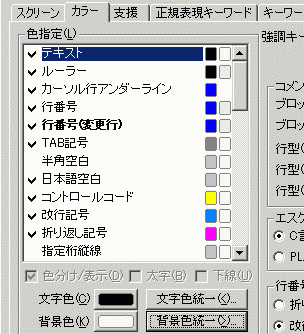 スクリーン カラー 支援 正規表現キーワード キーワー
色指定(L) 強調キー
テキスト
ルーラー
カーソル行アンダーライン
行番号
行番号(変更行)
TAB記号
半角空白
日本語空白
コントロールコード
改行記号
折り返し記号
指定桁縦線
コメン
ブロッ
ブロッ
行型(
行型(
行型(
エスケ
C言
PL
色分け/表示(D) 太字(B) 下線(U)
行番号
文字色(C) 文字色統一(<)... 折
背景色(K) 背景色統一(>)... 改